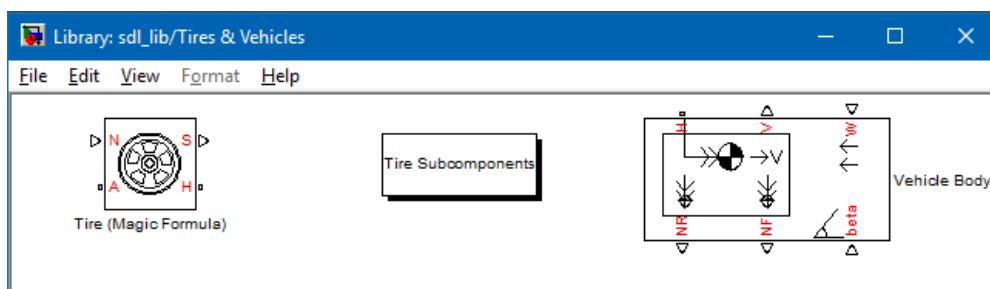 Library: sdl_lib/Tires & Vehicles
File Edit View Format Help
N S
A H
Tire (Magic Formula)
Tire Subcomponents
H V W
V
NR NF beta
Vehicle Body